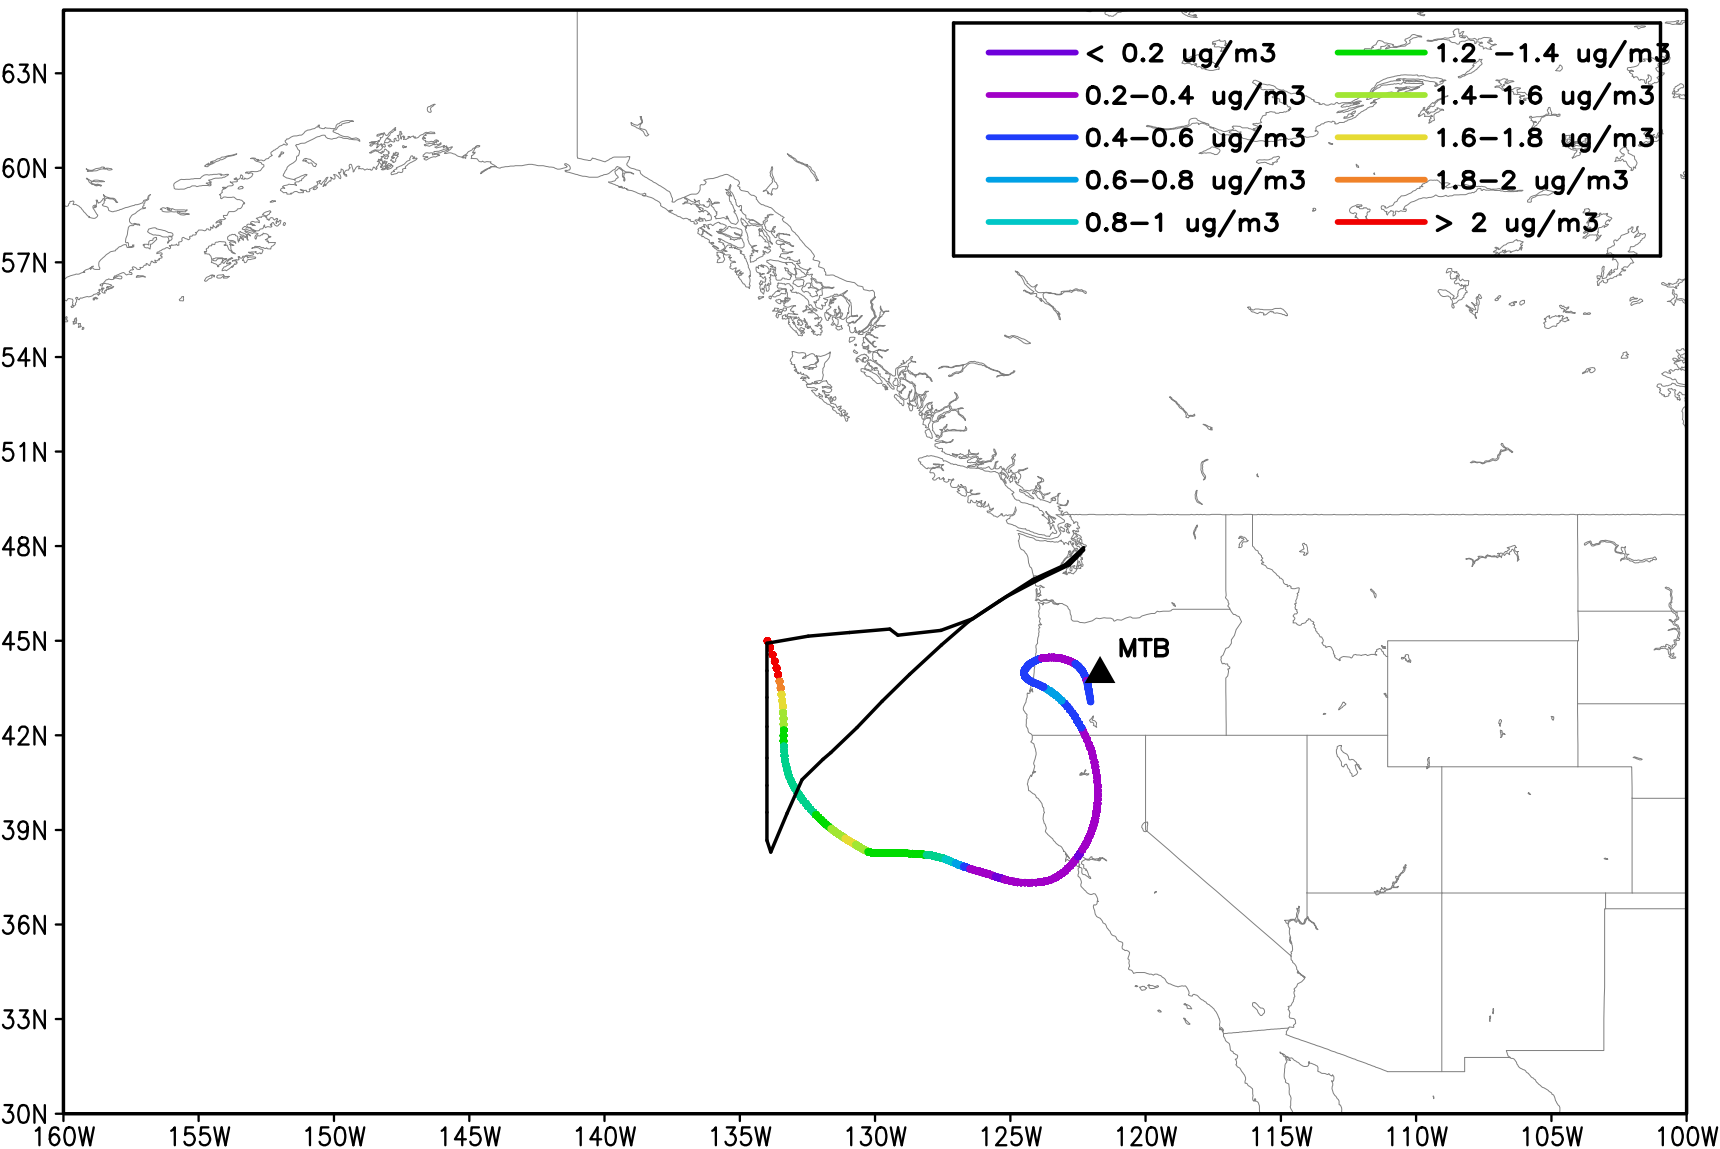 63N
60N
57N
54N
51N
48N
45N
42N
39N
36N
33N
30N
< 0.2 ug/m3
0.2-0.4 ug/m3
0.4-0.6 ug/m3
0.6-0.8 ug/m3
0.8-1 ug/m3
1.2 -1.4 ug/m3
1.4-1.6 ug/m3
1.6-1.8 ug/m3
1.8-2 ug/m3
> 2 ug/m3
MTB
160W 155W 150W 145W 140W 135W 130W 125W 120W 115W 110W 105W 100W